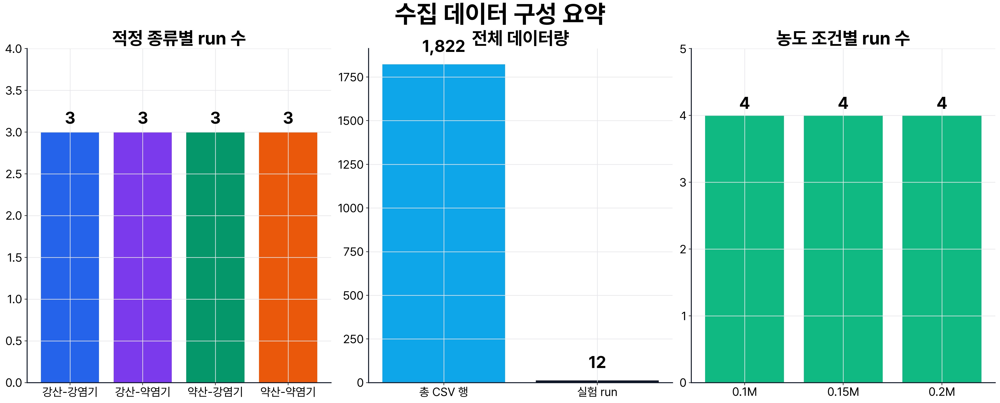 수집 데이터 구성 요약
적정 종류별 run 수
4.0
3.5
3.0
2.5
2.0
1.5
1.0
0.5
0.0
3
3
3
3
강산-강염기
강산-약염기
약산-강염기
약산-약염기
전체 데이터량
1,822
1750
1500
1250
1000
750
500
250
0
12
총 CSV 행
실험 run
농도 조건별 run 수
5
4
3
2
1
0
4
4
4
0.1M
0.15M
0.2M